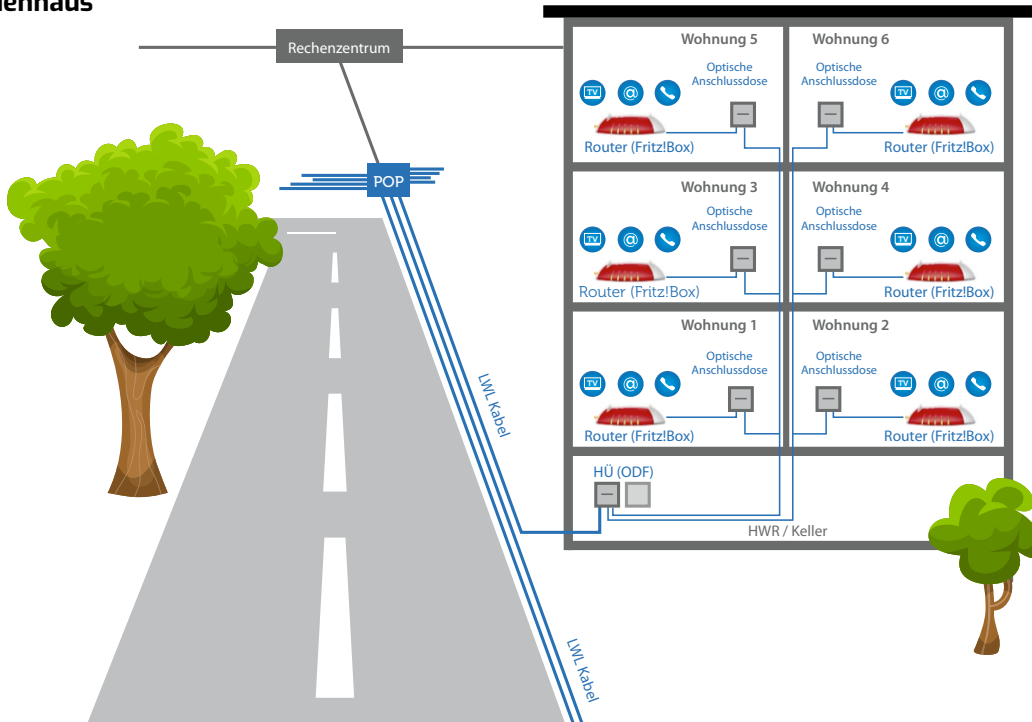 Rechenzentrum
POP
LWL Kabel
LWL Kabel
Wohnung 5
Optische
Anschlussdose
TV
@
Router (Fritz!Box)
Wohnung 6
Optische
Anschlussdose
TV
@
Router (Fritz!Box)
Wohnung 3
Optische
Anschlussdose
TV
@
Router (Fritz!Box)
Wohnung 4
Optische
Anschlussdose
TV
@
Router (Fritz!Box)
Wohnung 1
Optische
Anschlussdose
TV
@
Router (Fritz!Box)
Wohnung 2
Optische
Anschlussdose
TV
@
Router (Fritz!Box)
HÜ (ODF)
HWR / Keller